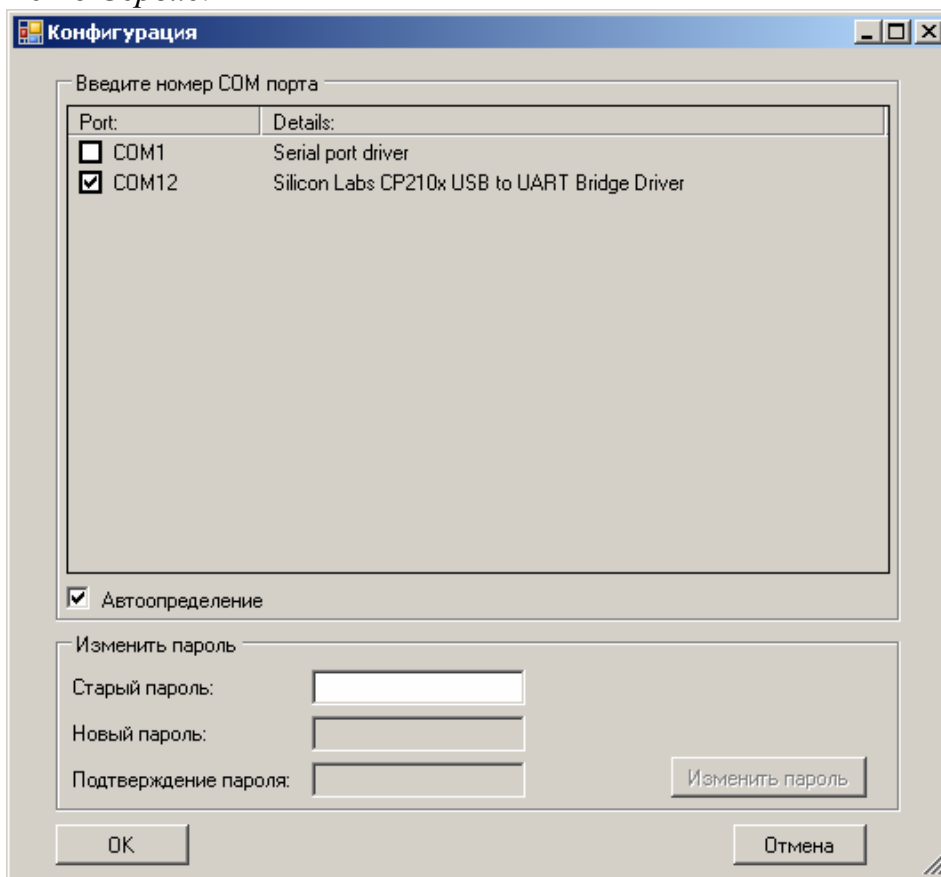 Конфигурация
Введите номер COM порта
Port: Details:
COM1 Serial port driver
COM12 Silicon Labs CP210x USB to UART Bridge Driver
Автоопределение
Изменить пароль
Старый пароль:
Новый пароль:
Подтверждение пароля:
Изменить пароль
OK Отмена